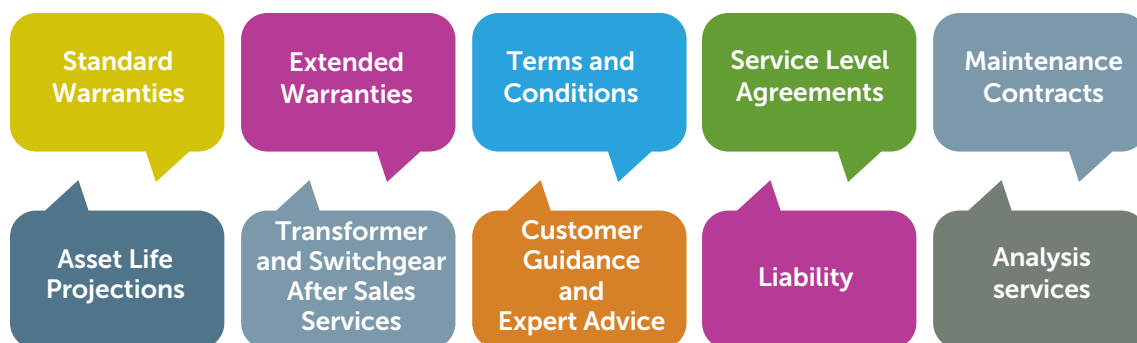 Standard
Warranties
Extended
Warranties
Terms and
Conditions
Service Level
Agreements
Maintenance
Contracts
Asset Life
Projections
Transformer
and Switchgear
After Sales
Services
Customer
Guidance
and
Expert Advice
Liability
Analysis
services